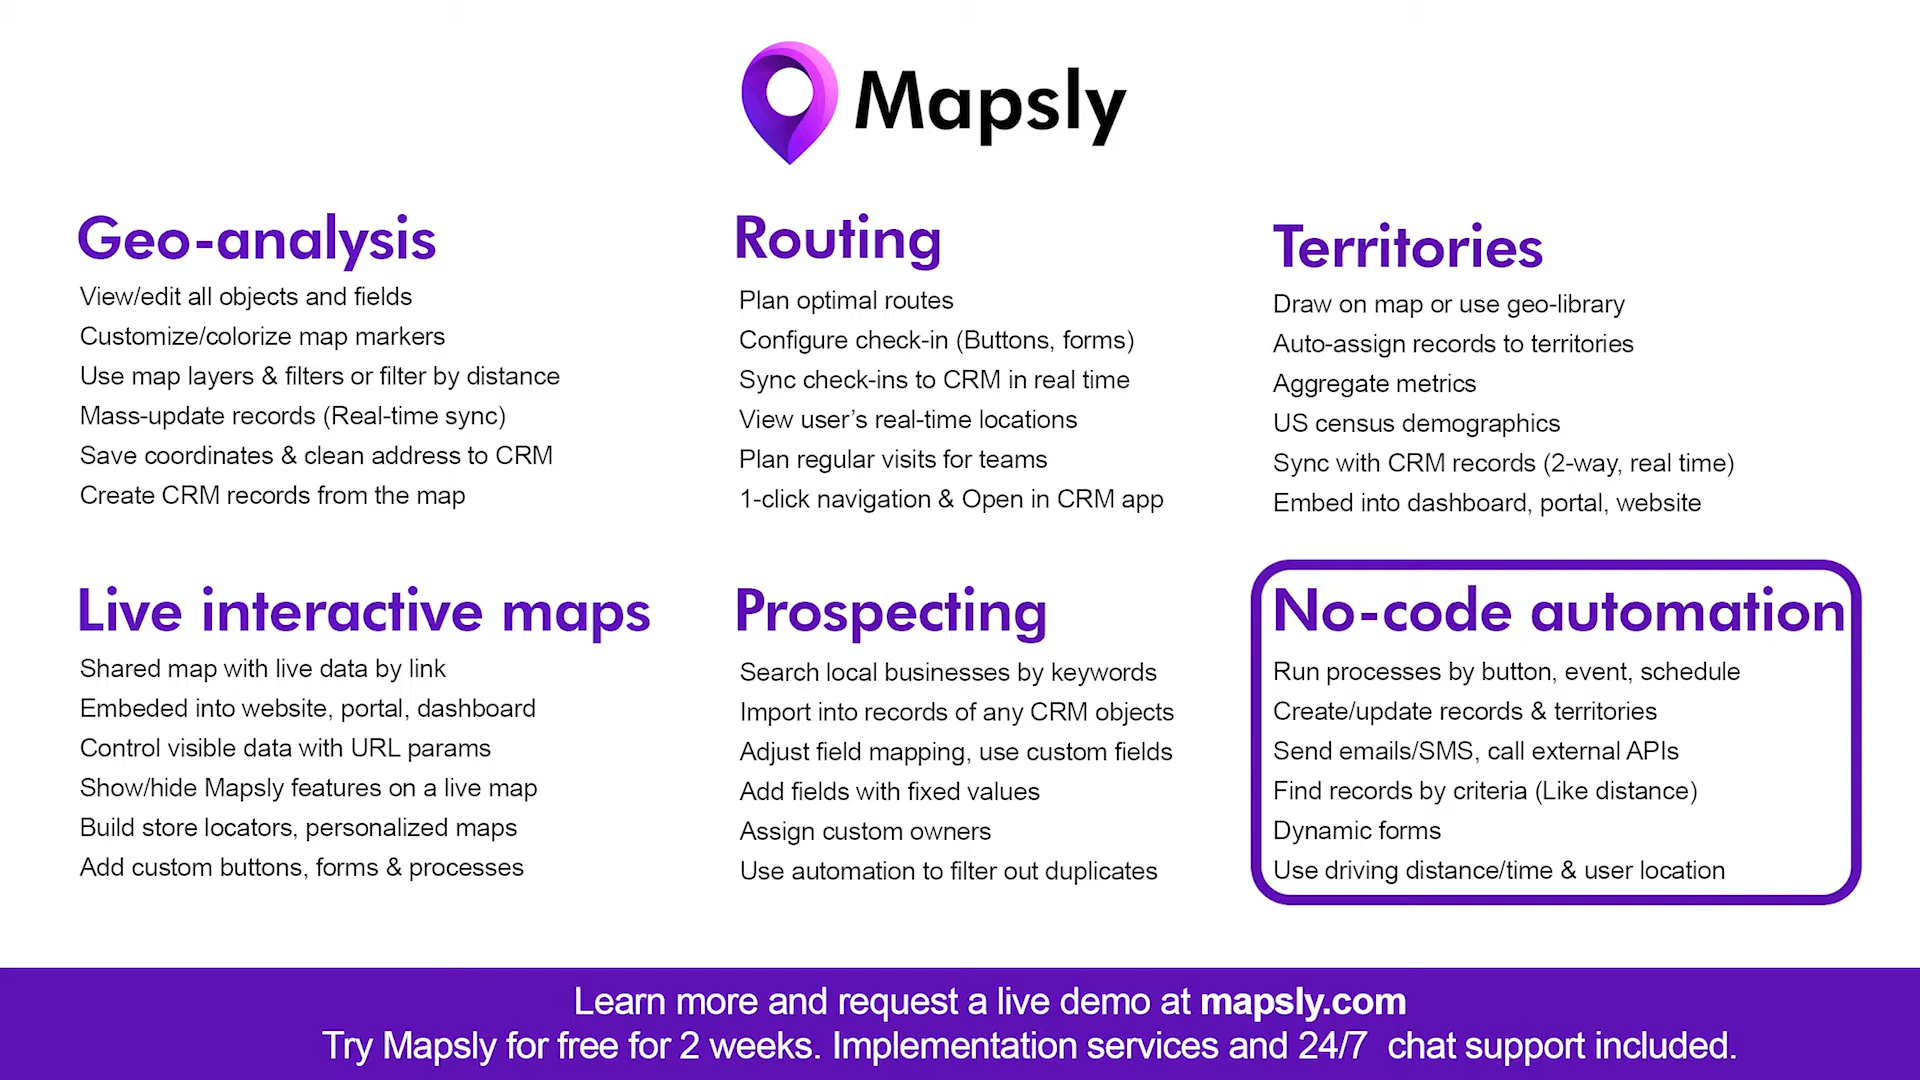 Mapsly
Geo-analysis
View/edit all objects and fields
Customize/colorize map markers
Use map layers & filters or filter by distance
Mass-update records (Real-time sync)
Save coordinates & clean address to CRM
Create CRM records from the map
Routing
Plan optimal routes
Configure check-in (Buttons, forms)
Sync check-ins to CRM in real time
View user’s real-time locations
Plan regular visits for teams
1-click navigation & Open in CRM app
Territories
Draw on map or use geo-library
Auto-assign records to territories
Aggregate metrics
US census demographics
Sync with CRM records (2-way, real time)
Embed into dashboard, portal, website
Live interactive maps
Shared map with live data by link
Embeded into website, portal, dashboard
Control visible data with URL params
Show/hide Mapsly features on a live map
Build store locators, personalized maps
Add custom buttons, forms & processes
Prospecting
Search local businesses by keywords
Import into records of any CRM objects
Adjust field mapping, use custom fields
Add fields with fixed values
Assign custom owners
Use automation to filter out duplicates
No-code automation
Run processes by button, event, schedule
Create/update records & territories
Send emails/SMS, call external APIs
Find records by criteria (Like distance)
Dynamic forms
Use driving distance/time & user location
Learn more and request a live demo at mapsly.com
Try Mapsly for free for 2 weeks. Implementation services and 24/7  chat support included.